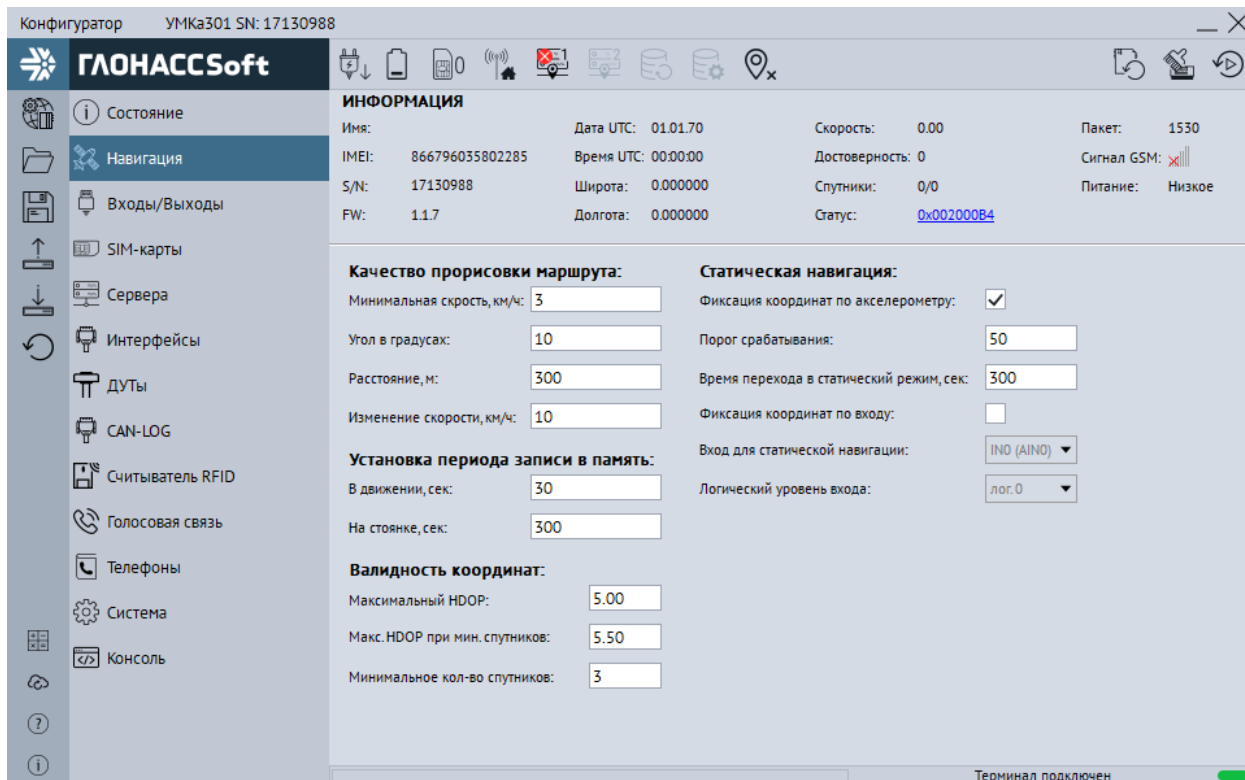 Конфигуратор УМКа301 SN: 17130988
ГЛОНАССSoft
0 1 2
Состояние
Навигация
Входы/Выходы
SIM-карты
Сервера
Интерфейсы
ДУТы
CAN-LOG
Считыватель RFID
Голосовая связь
Телефоны
Система
Консоль
ИНФОРМАЦИЯ
Имя: Дата UTC: 01.01.70 Скорость: 0.00 Пакет: 1530
IMEI: 866796035802285 Время UTC: 00:00:00 Достоверность: 0 Сигнал GSM:
S/N: 17130988 Широта: 0.000000 Спутники: 0/0 Питание: Низкое
FW: 1.1.7 Долгота: 0.000000 Статус: 0x002000B4
Качество прорисовки маршрута:
Минимальная скрость, км/ч: 3
Угол в градусах: 10
Расстояние, м: 300
Изменение скорости, км/ч: 10
Установка периода записи в память:
В движении, сек: 30
На стоянке, сек: 300
Валидность координат:
Максимальный HDOP: 5.00
Макс. HDOP при мин. спутников: 5.50
Минимальное кол-во спутников: 3
Статическая навигация:
Фиксация координат по акселерометру:
Порог срабатывания: 50
Время перехода в статический режим, сек: 300
Фиксация координат по входу:
Вход для статической навигации: IN0 (AIN0)
Логический уровень входа: лог. 0
Терминал подключен